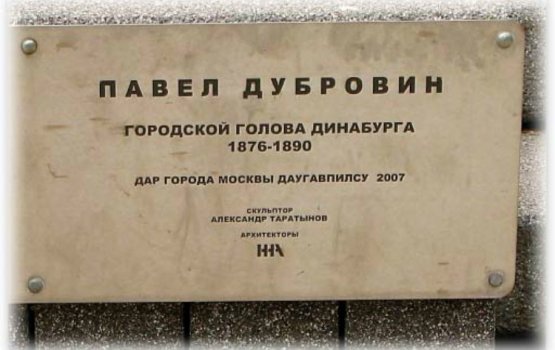 ПАВЕЛ ДУБРОВИН
ГОРОДСКОЙ ГОЛОВА ДИНАБУРГА
1876-1890
ДАР ГОРОДА МОСКВЫ ДАУГАВПИЛСУ 2007
СКУЛЬПТОР
АЛЕКСАНДР ТАРАТЫНОВ
АРХИТЕКТОРЫ